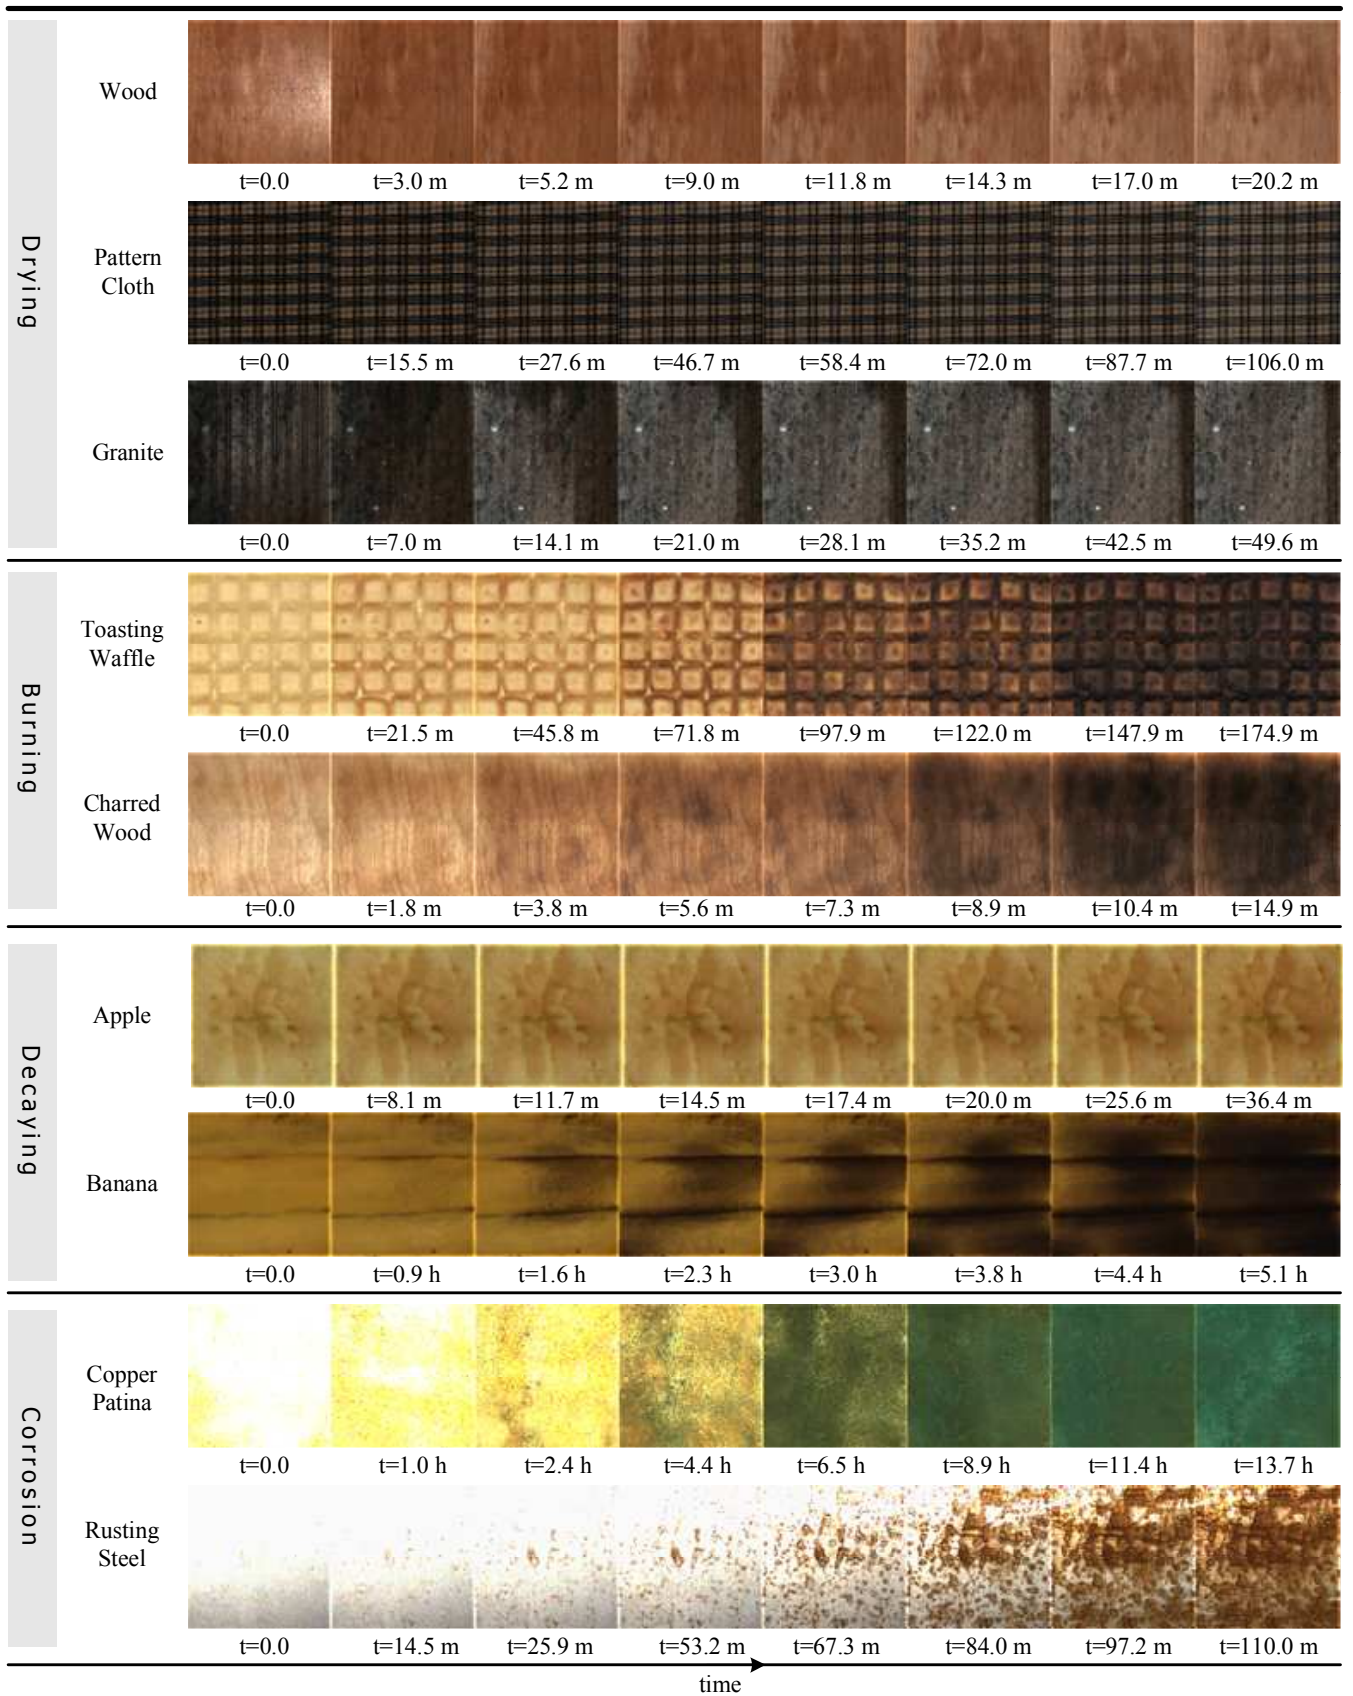 Drying
Wood
t=0.0 t=3.0 m t=5.2 m t=9.0 m t=11.8 m t=14.3 m t=17.0 m t=20.2 m
Pattern
Cloth
t=0.0 t=15.5 m t=27.6 m t=46.7 m t=58.4 m t=72.0 m t=87.7 m t=106.0 m
Granite
t=0.0 t=7.0 m t=14.1 m t=21.0 m t=28.1 m t=35.2 m t=42.5 m t=49.6 m
Burning
Toasting
Waffle
t=0.0 t=21.5 m t=45.8 m t=71.8 m t=97.9 m t=122.0 m t=147.9 m t=174.9 m
Charred
Wood
t=0.0 t=1.8 m t=3.8 m t=5.6 m t=7.3 m t=8.9 m t=10.4 m t=14.9 m
Decaying
Apple
t=0.0 t=8.1 m t=11.7 m t=14.5 m t=17.4 m t=20.0 m t=25.6 m t=36.4 m
Banana
t=0.0 t=0.9 h t=1.6 h t=2.3 h t=3.0 h t=3.8 h t=4.4 h t=5.1 h
Corrosion
Copper
Patina
t=0.0 t=1.0 h t=2.4 h t=4.4 h t=6.5 h t=8.9 h t=11.4 h t=13.7 h
Rusting
Steel
t=0.0 t=14.5 m t=25.9 m t=53.2 m t=67.3 m t=84.0 m t=97.2 m t=110.0 m
time